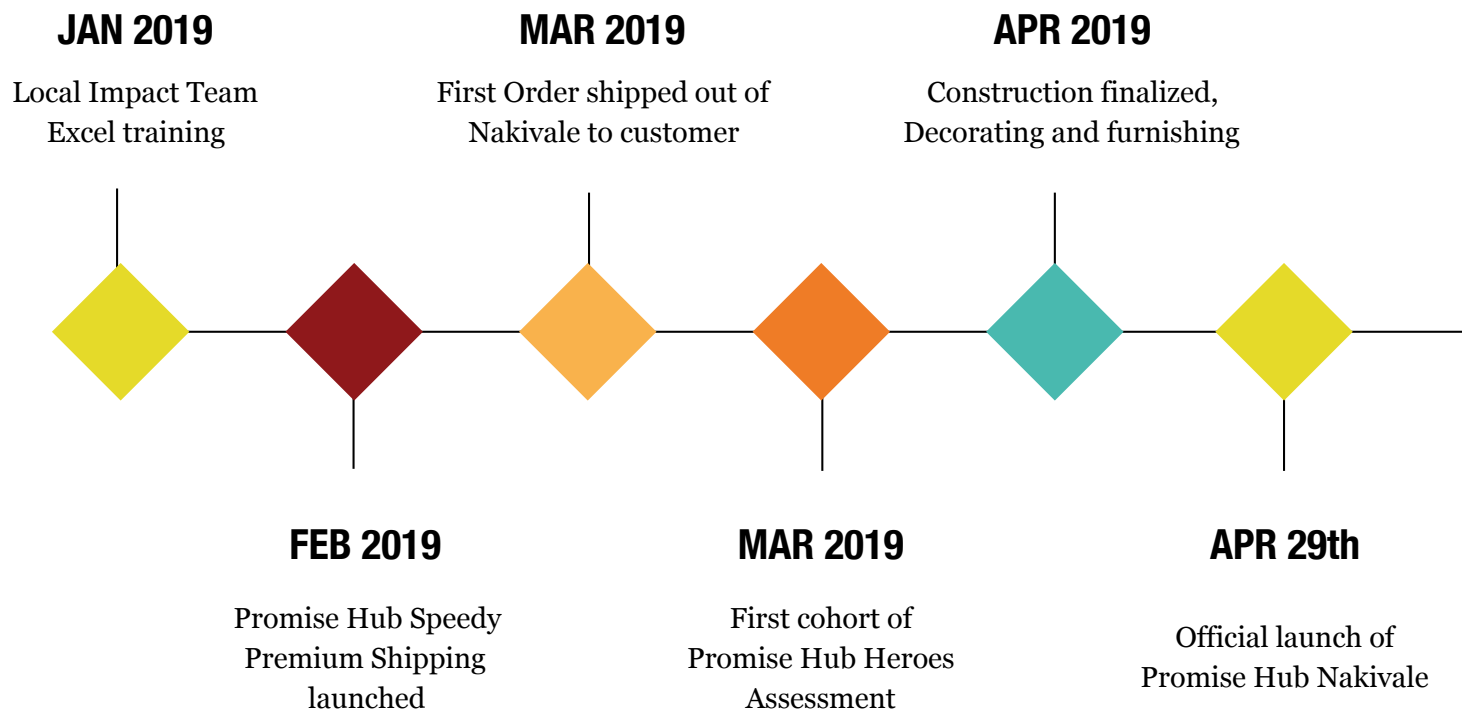 JAN 2019
Local Impact Team
Excel training
FEB 2019
Promise Hub Speedy
Premium Shipping
launched
MAR 2019
First Order shipped out of
Nakivale to customer
MAR 2019
First cohort of
Promise Hub Heroes
Assessment
APR 2019
Construction finalized,
Decorating and furnishing
APR 29th
Official launch of
Promise Hub Nakivale